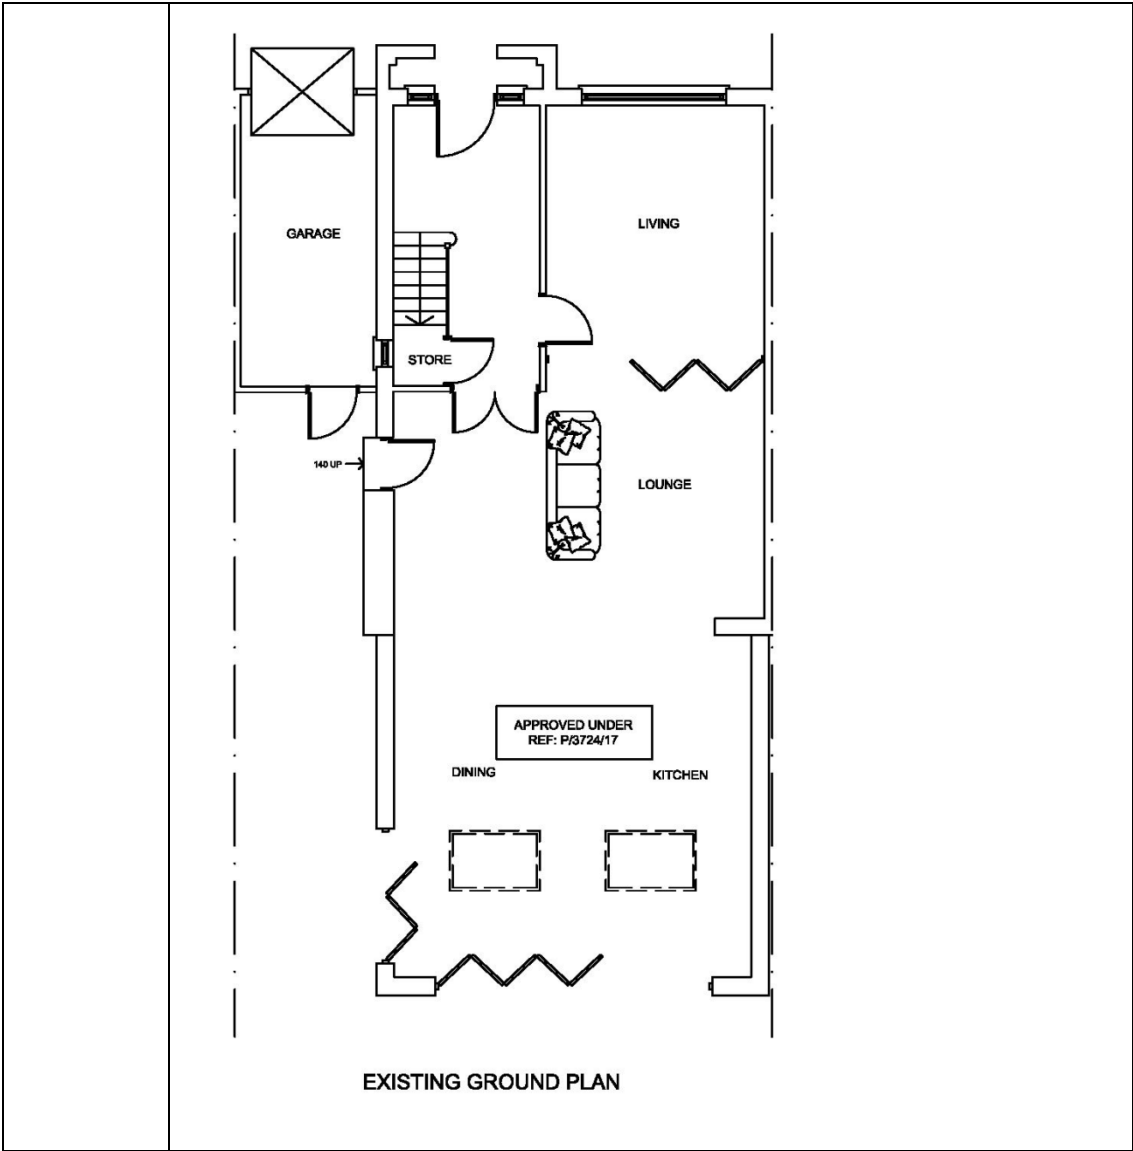 GARAGE
LIVING
STORE
140 UP
LOUNGE
APPROVED UNDER
REF: P/3724/17
DINING
KITCHEN
EXISTING GROUND PLAN